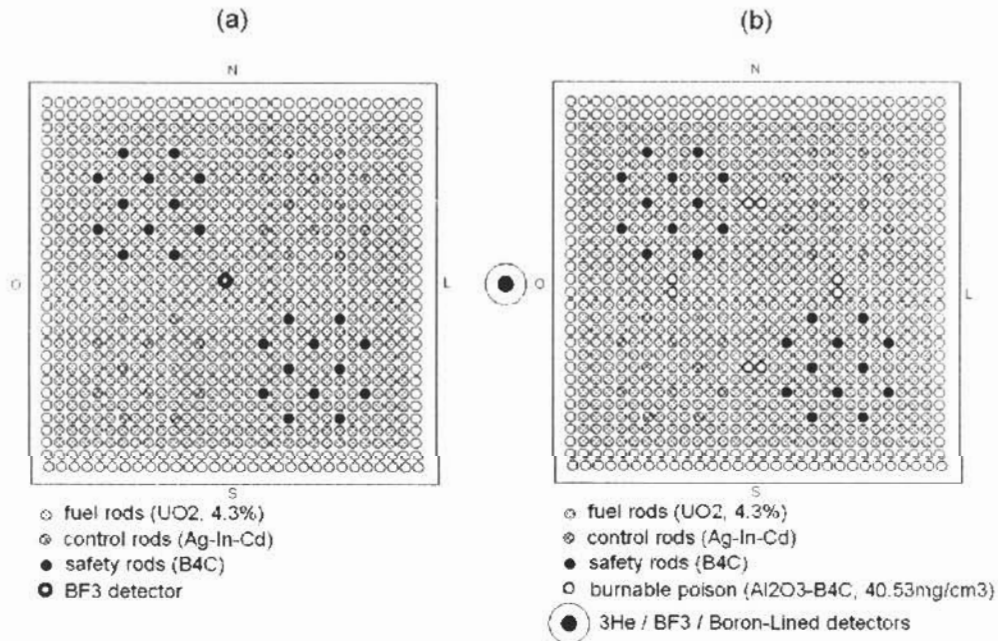 (a)
(b)
N
N
O
L
O
L
S
S
fuel rods (UO2, 4.3%)
control rods (Ag-In-Cd)
safety rods (B4C)
BF3 detector
fuel rods (UO2, 4.3%)
control rods (Ag-In-Cd)
safety rods (B4C)
burnable poison (Al2O3-B4C, 40.53mg/cm3)
3He / BF3 / Boron-Lined detectors